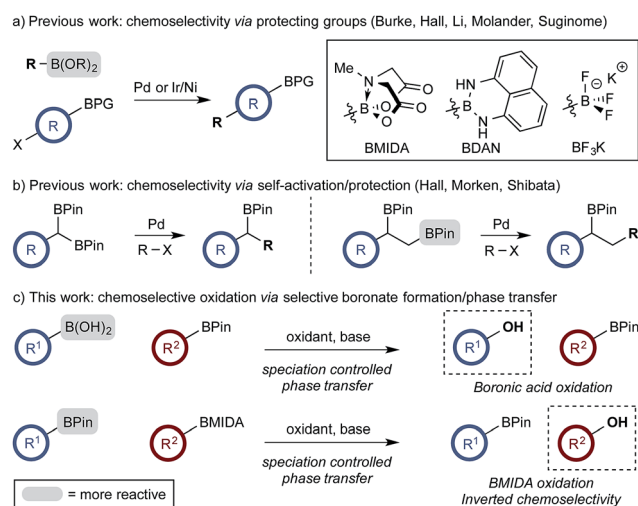 a) Previous work: chemoselectivity via protecting groups (Burke, Hall, Li, Molander, Suginome)
R B(OR)2
BPG
R
X
Pd or Ir/Ni
BPG
R
R
Me N O
B O O
O
BMIDA
HN
B
N
H
BDAN
F ⊖ K⊕
B F
F
BF3K
b) Previous work: chemoselectivity via self-activation/protection (Hall, Morken, Shibata)
BPin
R BPin
Pd
R–X
BPin
R R
BPin
R BPin
Pd
R–X
BPin
R R
c) This work: chemoselective oxidation via selective boronate formation/phase transfer
R1 B(OH)2
R2 BPin
oxidant, base
speciation controlled
phase transfer
R1 OH
R2 BPin
Boronic acid oxidation
R1 BPin
R2 BMIDA
oxidant, base
speciation controlled
phase transfer
R1 BPin
R2 OH
BMIDA oxidation
Inverted chemoselectivity
= more reactive